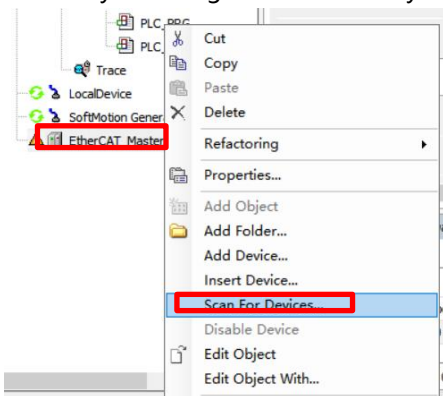 PLC_PRG
PLC_
Trace
LocalDevice
SoftMotion Gener
EtherCAT_Master
Cut
Copy
Paste
Delete
Refactoring
Properties...
Add Object
Add Folder...
Add Device...
Insert Device...
Scan For Devices...
Disable Device
Edit Object
Edit Object With...